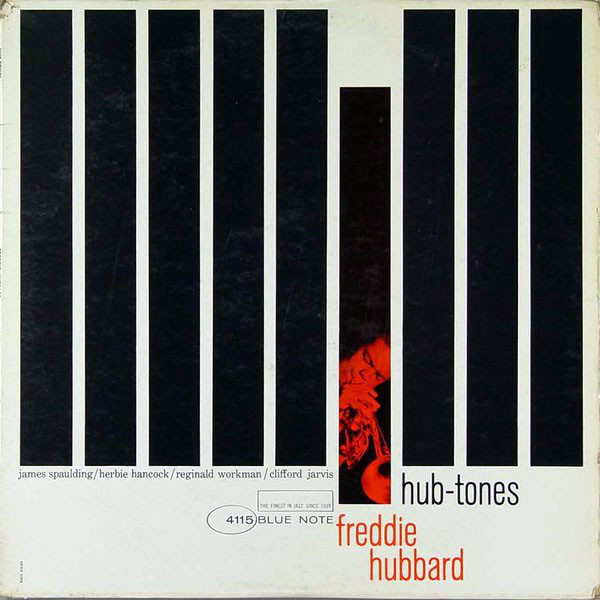 james spaulding/herbie hancock/reginald workman/clifford jarvis
hub-tones
THE FINEST IN JAZZ SINCE 1939
4115 BLUE NOTE
freddie
hubbard